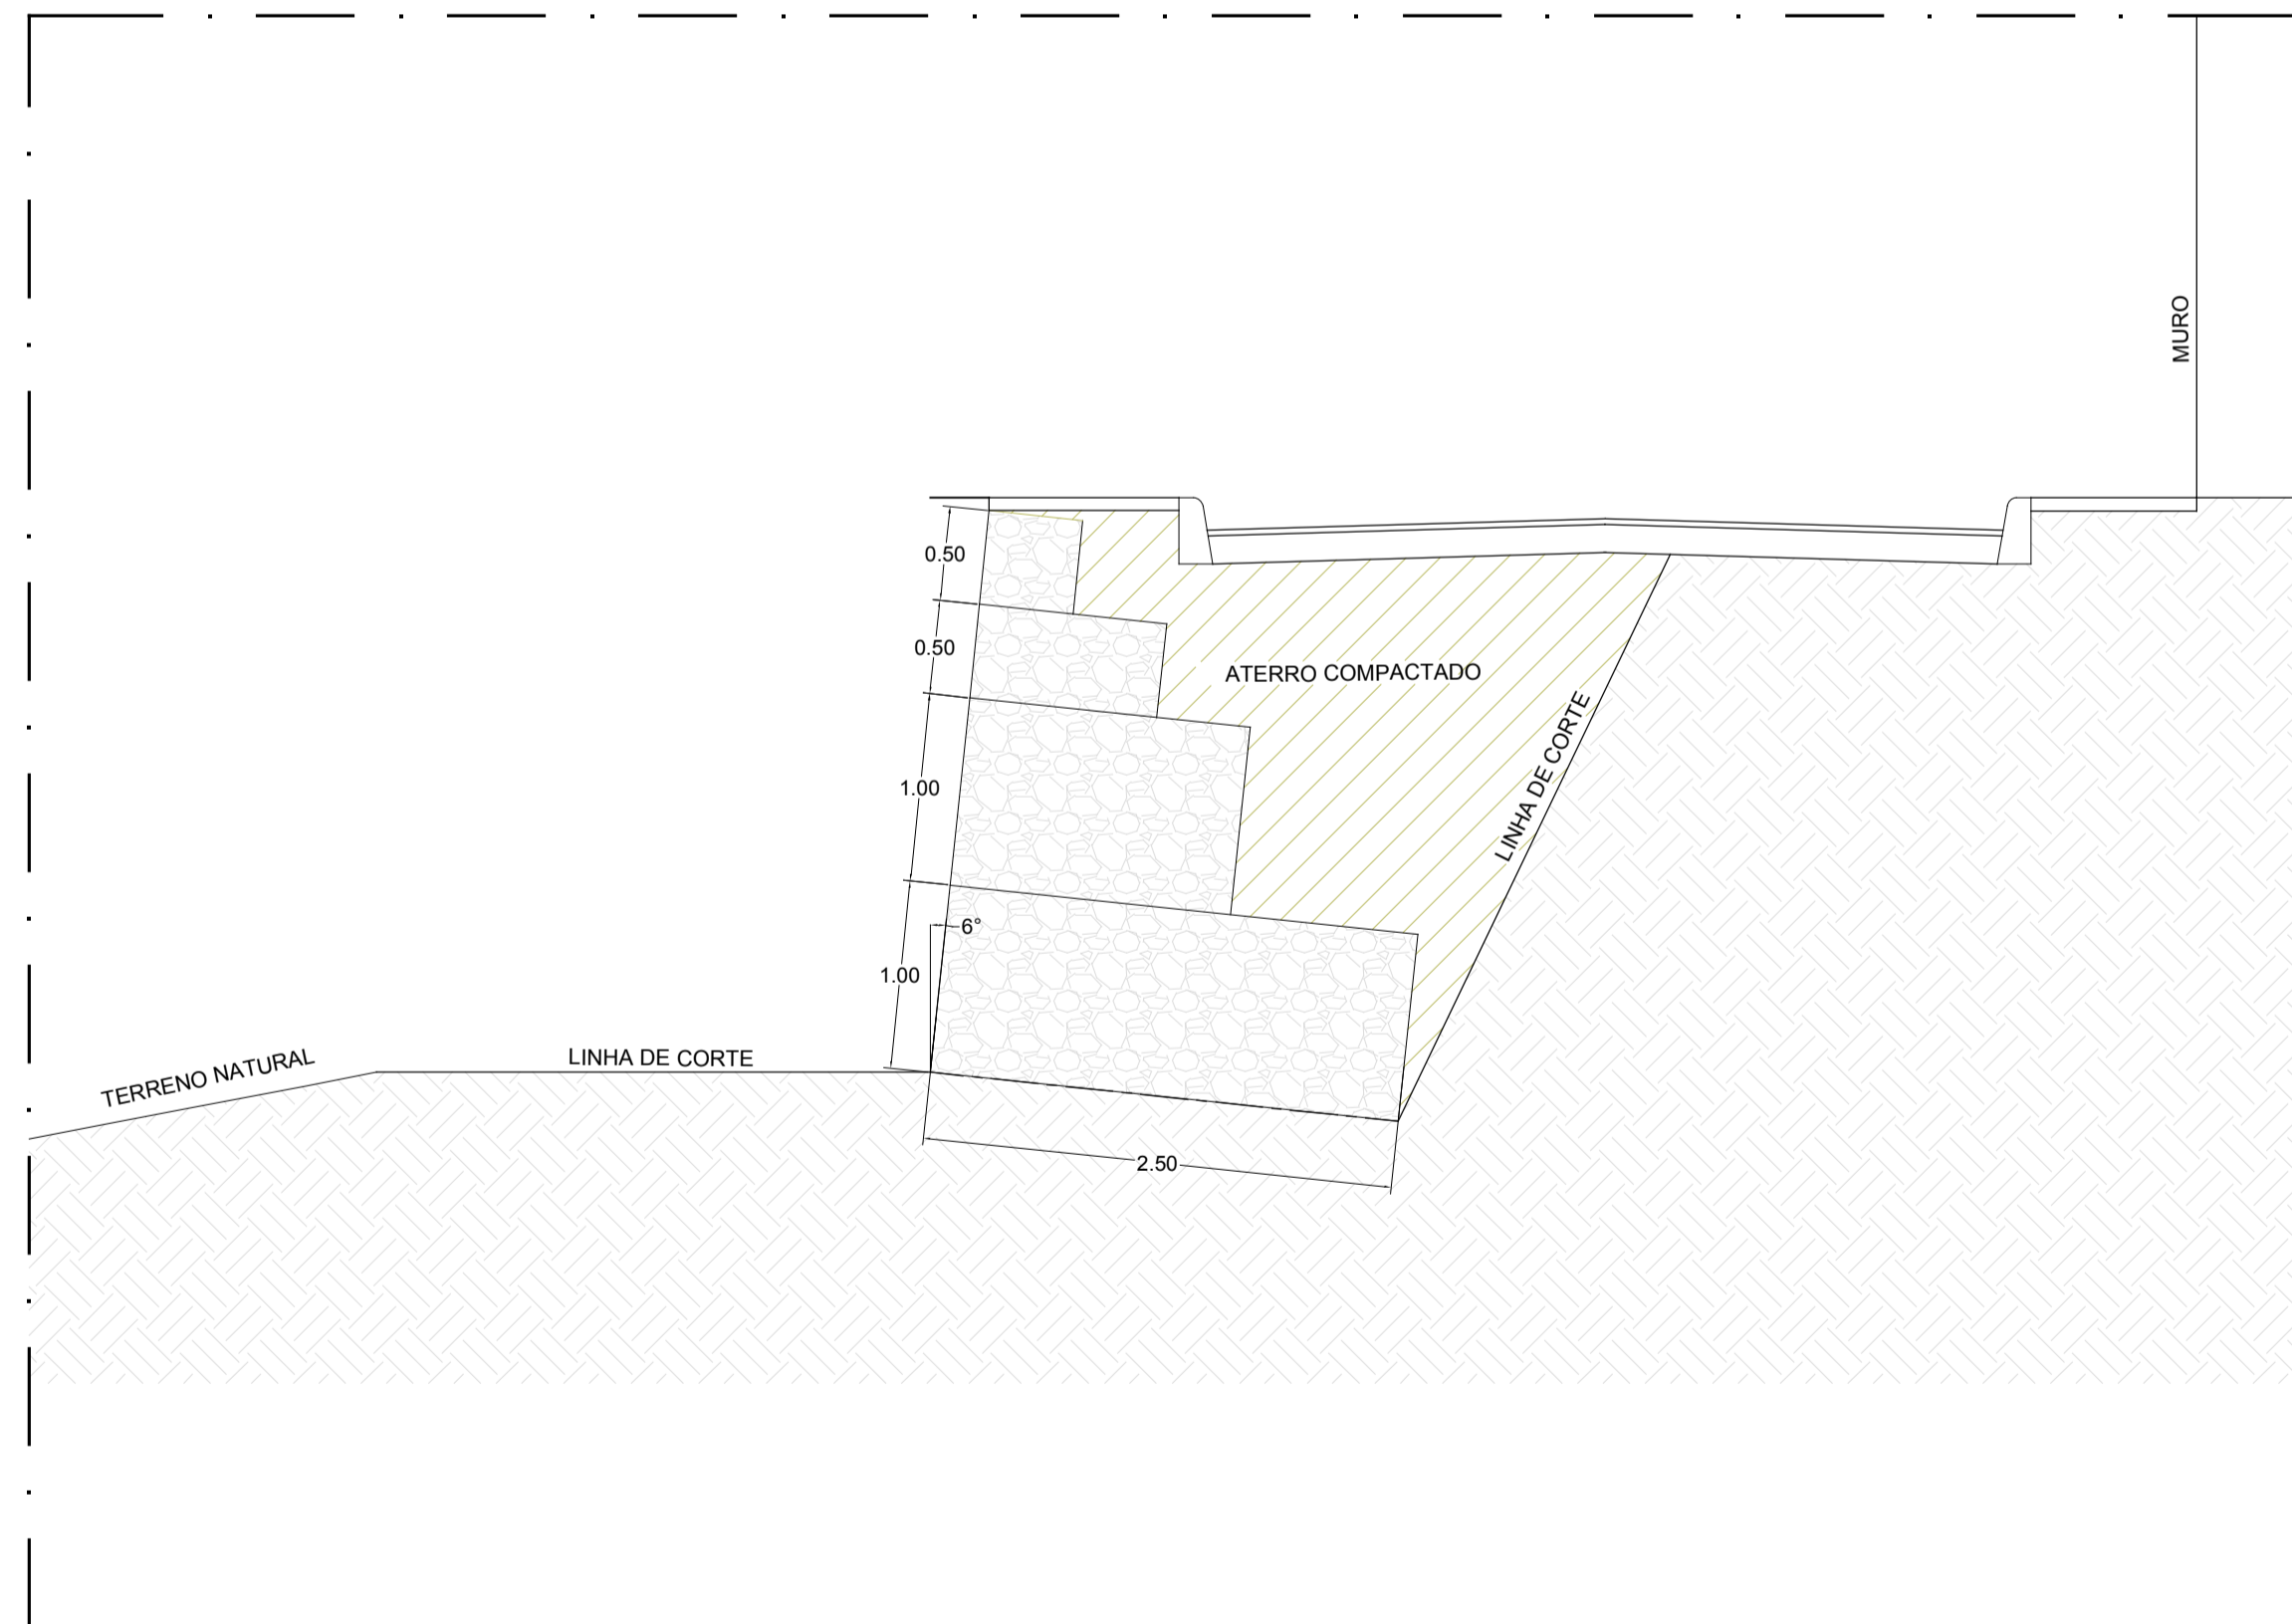 MURO
0.50
0.50
ATERRO COMPACTADO
LINHA DE CORTE
1.00
6°
1.00
LINHA DE CORTE
TERRENO NATURAL
2.50